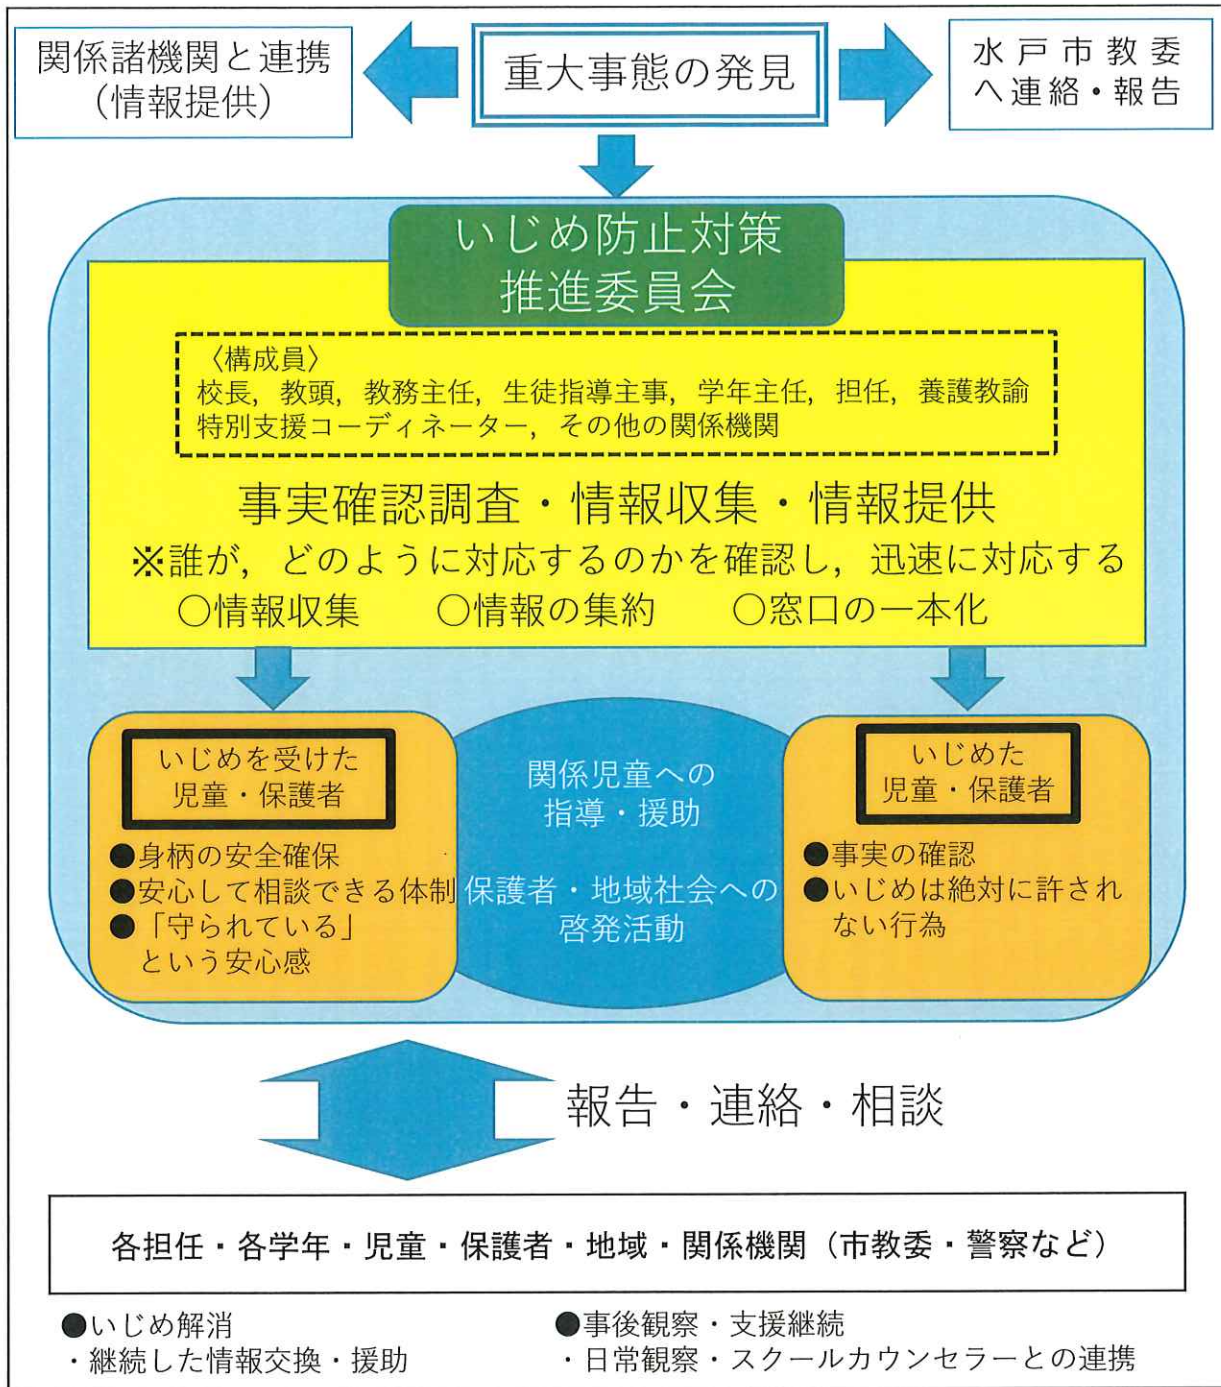 関係諸機関と連携
（情報提供）
重大事態の発見
水戸市教委
へ連絡・報告
いじめ防止対策
推進委員会
〈構成員〉
校長，教頭，教務主任，生徒指導主事，学年主任，担任，養護教諭
特別支援コーディネーター，その他の関係機関
事実確認調査・情報収集・情報提供
※誰が，どのように対応するのかを確認し，迅速に対応する
○情報収集　○情報の集約　○窓口の一本化
いじめを受けた
児童・保護者
●身柄の安全確保
●安心して相談できる体制
●「守られている」
という安心感
関係児童への
指導・援助
保護者・地域社会への
啓発活動
いじめた
児童・保護者
●事実の確認
●いじめは絶対に許され
ない行為
報告・連絡・相談
各担任・各学年・児童・保護者・地域・関係機関（市教委・警察など）
●いじめ解消
・継続した情報交換・援助
●事後観察・支援継続
・日常観察・スクールカウンセラーとの連携